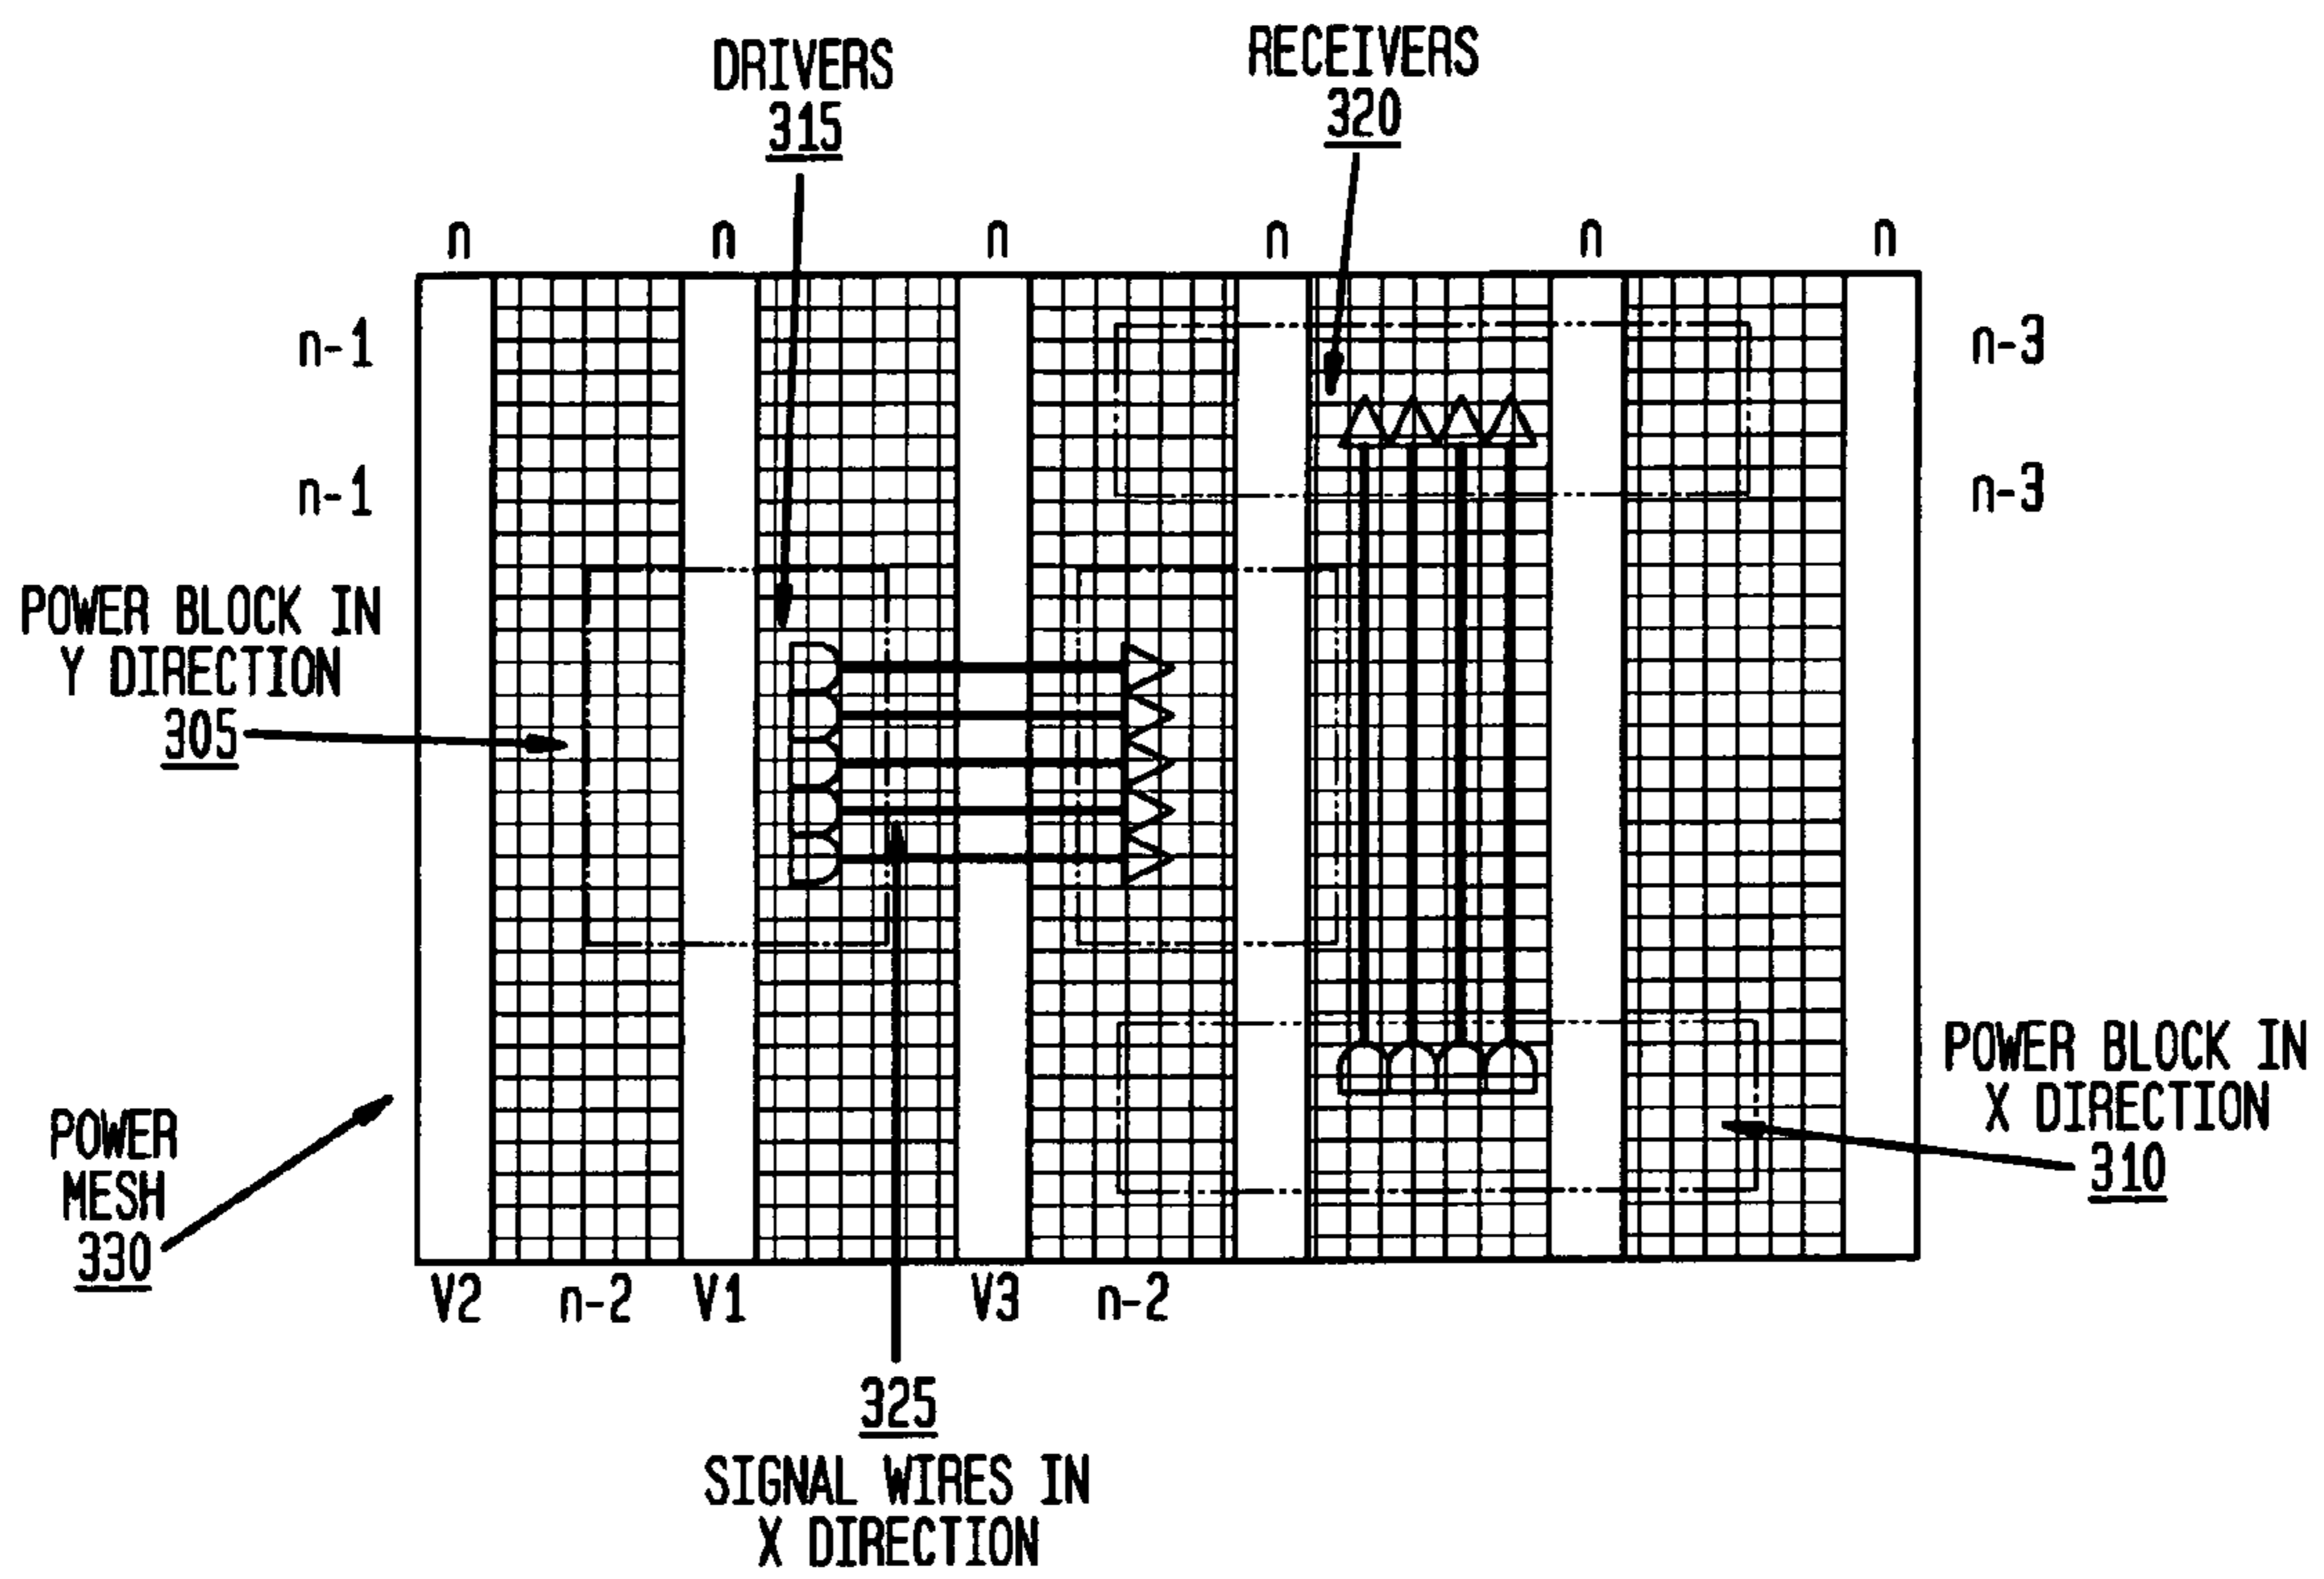 DRIVERS
315
RECEIVERS
320
n n n n n n
n-1 n-3
n-1 n-3
POWER BLOCK IN
Y DIRECTION
305
POWER BLOCK IN
X DIRECTION
310
POWER
MESH
330
V2 n-2 V1 V3 n-2
325
SIGNAL WIRES IN
X DIRECTION